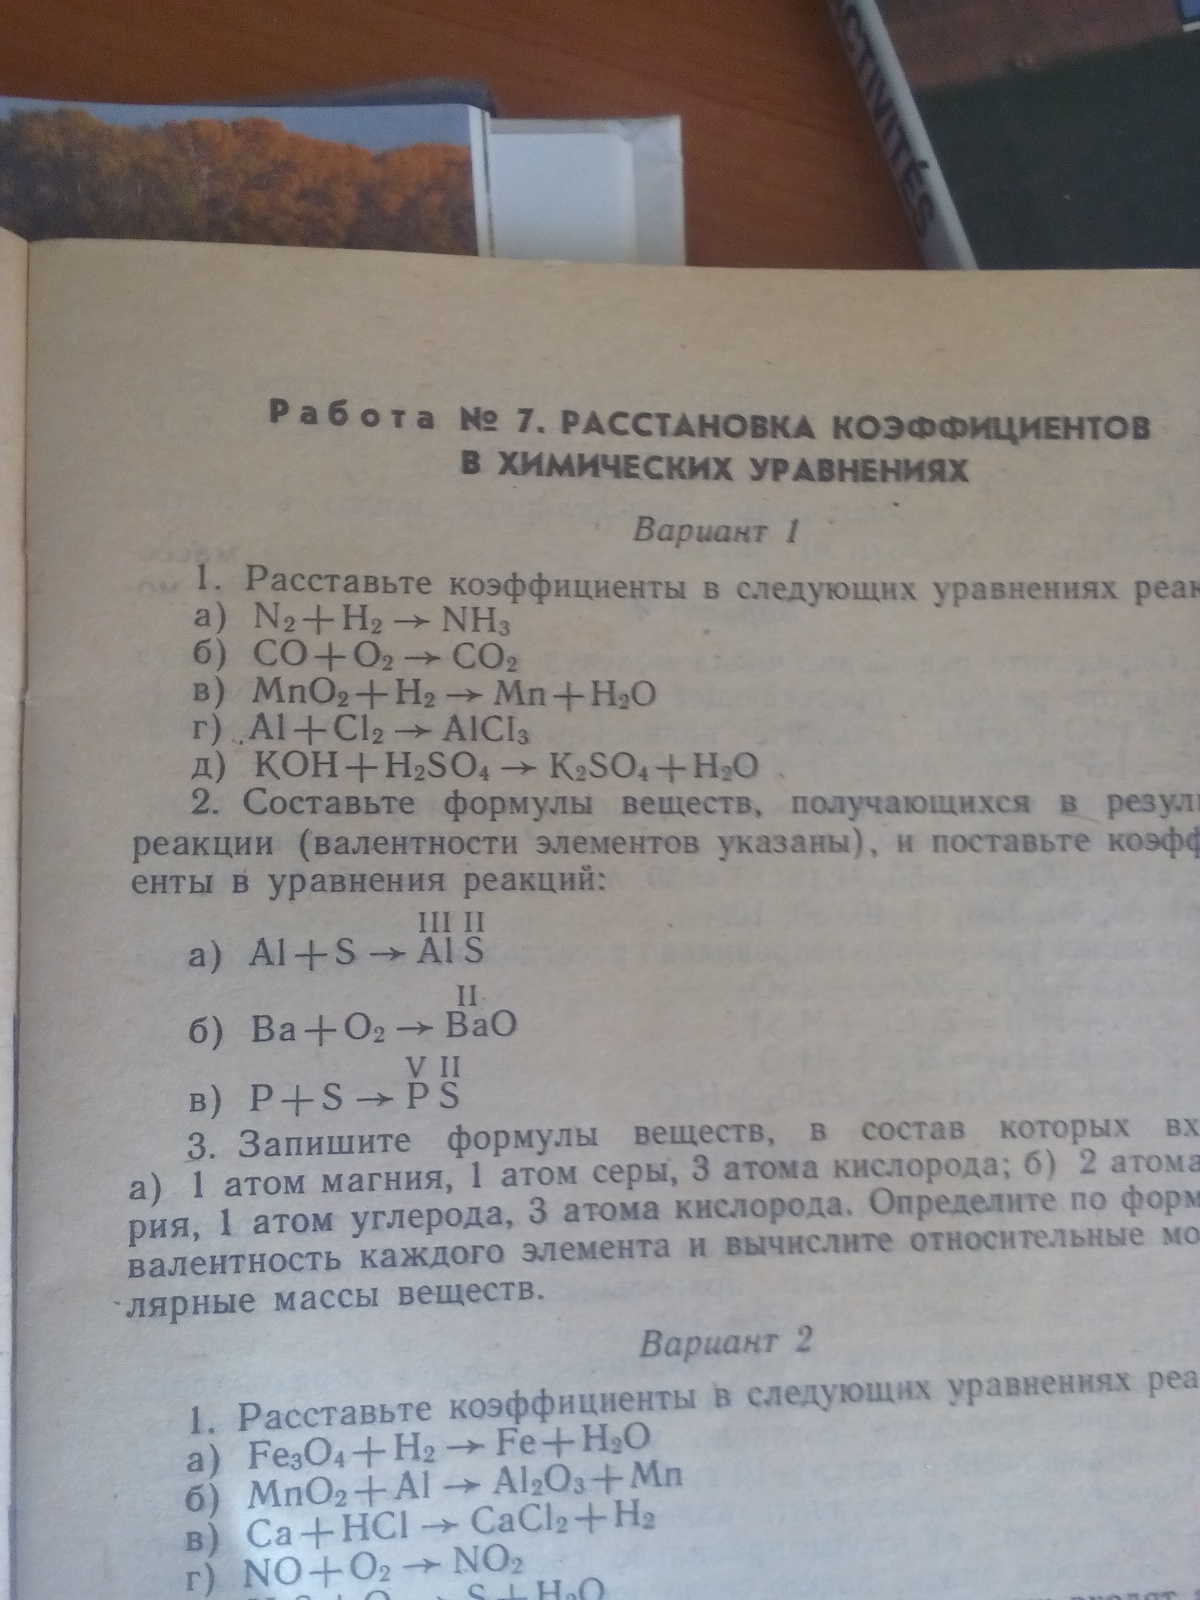 CTIVITÉS
Работа № 7. РАССТАНОВКА КОЭФФИЦИЕНТОВ
В ХИМИЧЕСКИХ УРАВНЕНИЯХ
Вариант 1
1. Расставьте коэффициенты в следующих уравнениях реак
а) N₂+H₂→NH₃
б) CO+O₂→CO₂
в) MnO₂+H₂→Mn+H₂O
г) Al+Cl₂→AlCl₃
д) KOH+H₂SO₄→K₂SO₄+H₂O
2. Составьте формулы веществ, получающихся в резул
реакции (валентности элементов указаны), и поставьте коэфф
енты в уравнения реакций:
III II
а) Al+S→Al S
II
б) Ba+O₂→BaO
V II
в) P+S→P S
3. Запишите формулы веществ, в состав которых вх
а) 1 атом магния, 1 атом серы, 3 атома кислорода; б) 2 атома
рия, 1 атом углерода, 3 атома кислорода. Определите по форм
валентность каждого элемента и вычислите относительные мо
лярные массы веществ.
Вариант 2
1. Расставьте коэффициенты в следующих уравнениях реа
а) Fe₃O₄+H₂→Fe+H₂O
б) MnO₂+Al→Al₂O₃+Mn
в) Ca+HCl→CaCl₂+H₂
г) NO+O₂→NO₂
S+H₂O